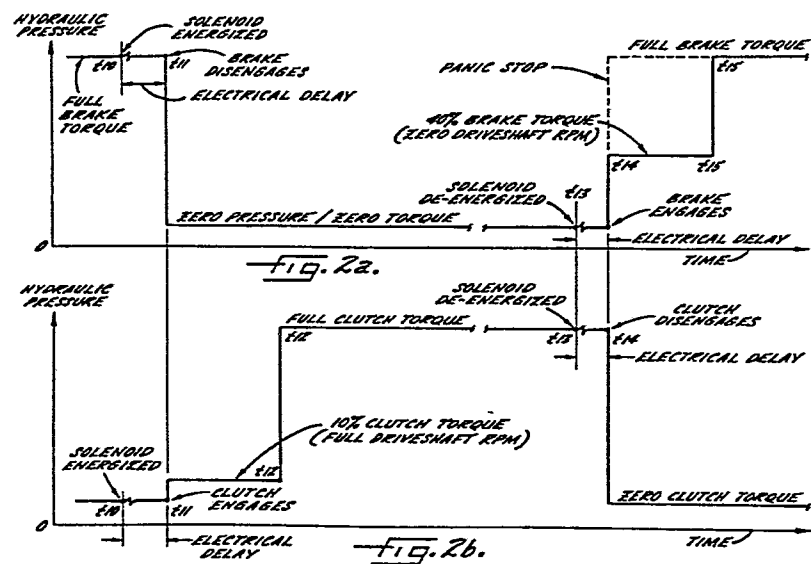 HYDRAULIC
PRESSURE
SOLENOID
ENERGIZED
t10
t11
BRAKE
DISENGAGES
FULL
BRAKE
TORQUE
ELECTRICAL DELAY
FULL BRAKE TORQUE
PANIC STOP
t15
40% BRAKE TORQUE
(ZERO DRIVESHAFT RPM)
t14
t15
SOLENOID
DE-ENERGIZED
t13
BRAKE
ENGAGES
ZERO PRESSURE / ZERO TORQUE
ELECTRICAL DELAY
0
TIME
Fig. 2a.
HYDRAULIC
PRESSURE
SOLENOID
DE-ENERGIZED
FULL CLUTCH TORQUE
t12
t13
t14
CLUTCH
DISENGAGES
ELECTRICAL DELAY
10% CLUTCH TORQUE
(FULL DRIVESHAFT RPM)
SOLENOID
ENERGIZED
t12
t10
t11
CLUTCH
ENGAGES
ZERO CLUTCH TORQUE
0
ELECTRICAL
DELAY
TIME
Fig. 2b.